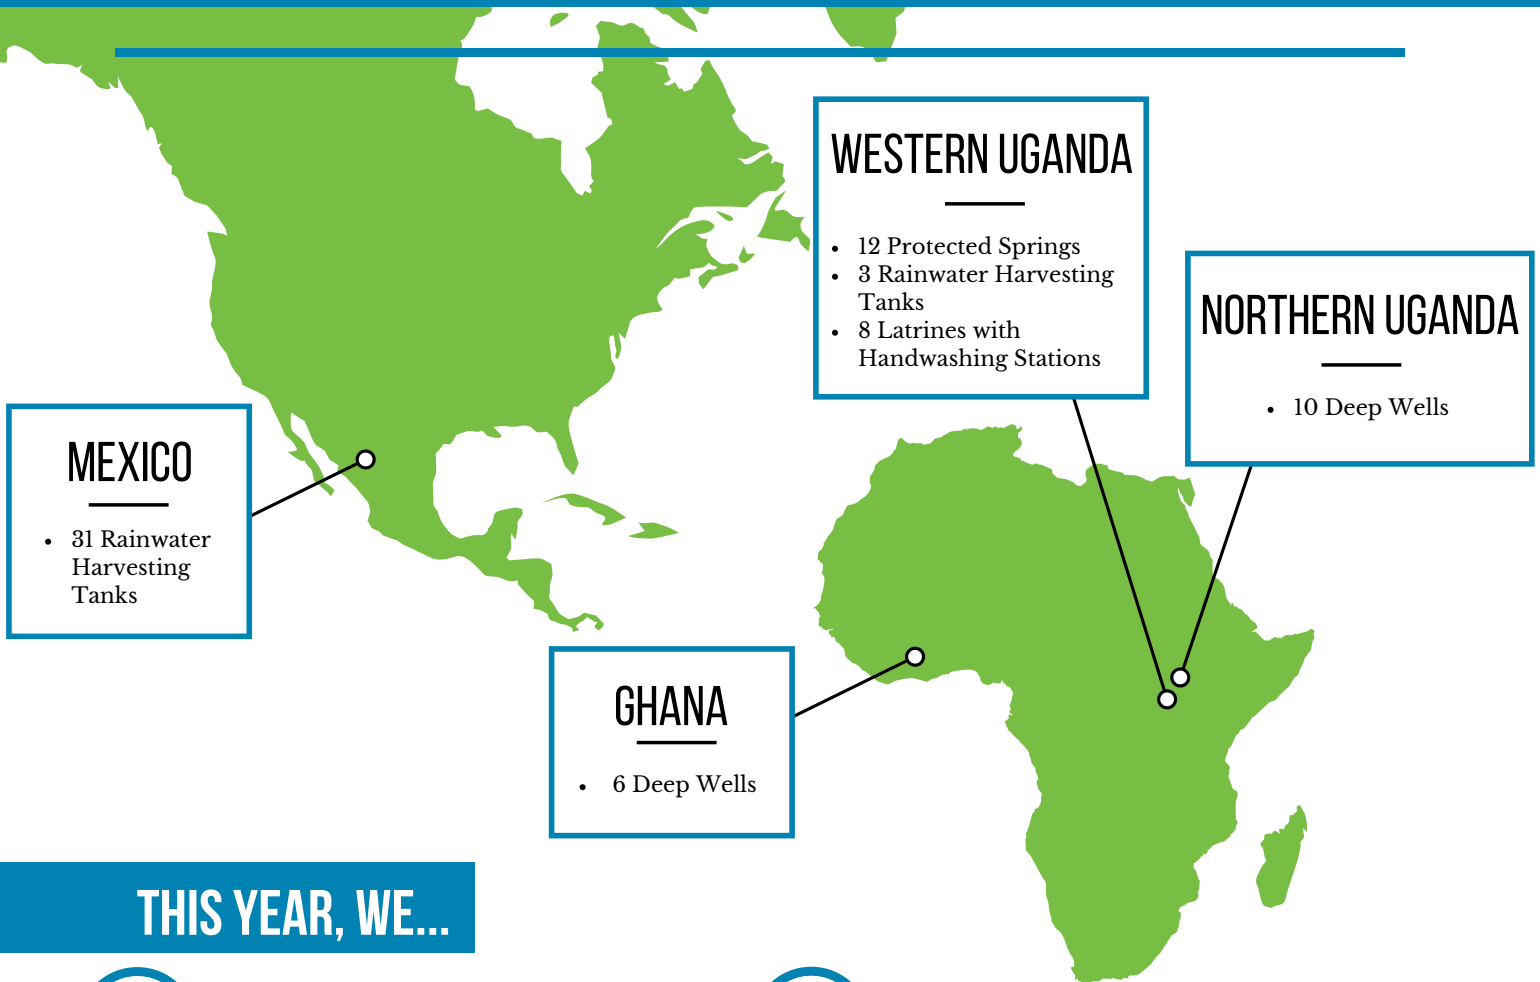 WESTERN UGANDA
• 12 Protected Springs
• 3 Rainwater Harvesting
Tanks
• 8 Latrines with
Handwashing Stations
NORTHERN UGANDA
• 10 Deep Wells
MEXICO
• 31 Rainwater
Harvesting
Tanks
GHANA
• 6 Deep Wells
THIS YEAR, WE...